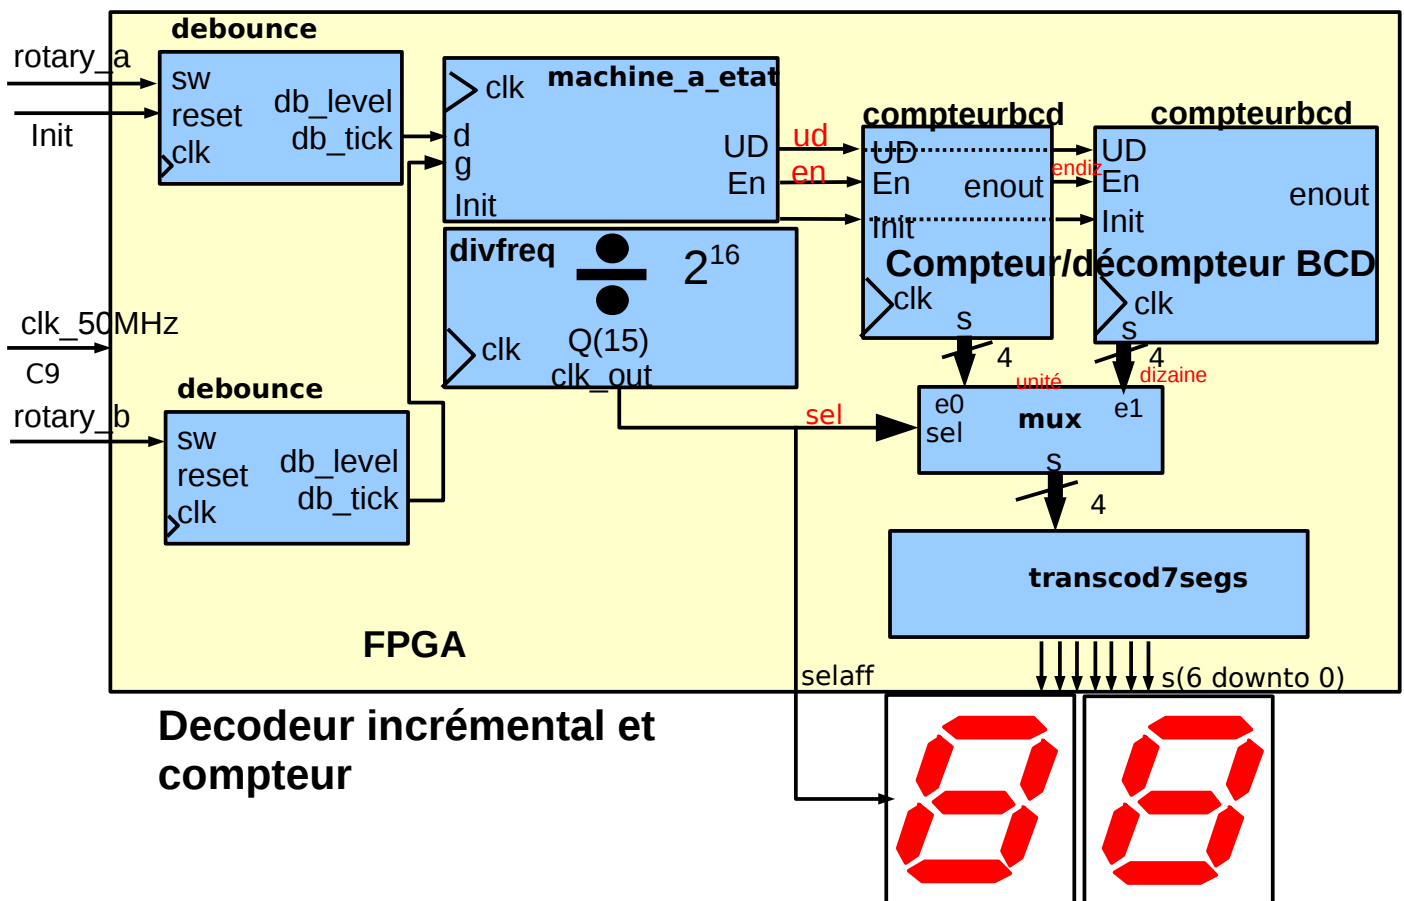 debounce
rotary_a
sw
reset
clk
db_level
db_tick
Init
clk
machine_a_etat
d
g
Init
UD
En
ud
en
compteurbcd
UD
En
Init
enout
clk
s
endiz
compteurbcd
UD
En
Init
enout
clk
s
Compteur/décompteur BCD
divfreq
2^16
clk
Q(15)
clk_out
4
unité
4
dizaine
clk_50MHz
C9
debounce
rotary_b
sw
reset
clk
db_level
db_tick
sel
e0
sel
mux
e1
s
4
transcod7segs
FPGA
selaff
s(6 downto 0)
Decodeur incrémental et
compteur